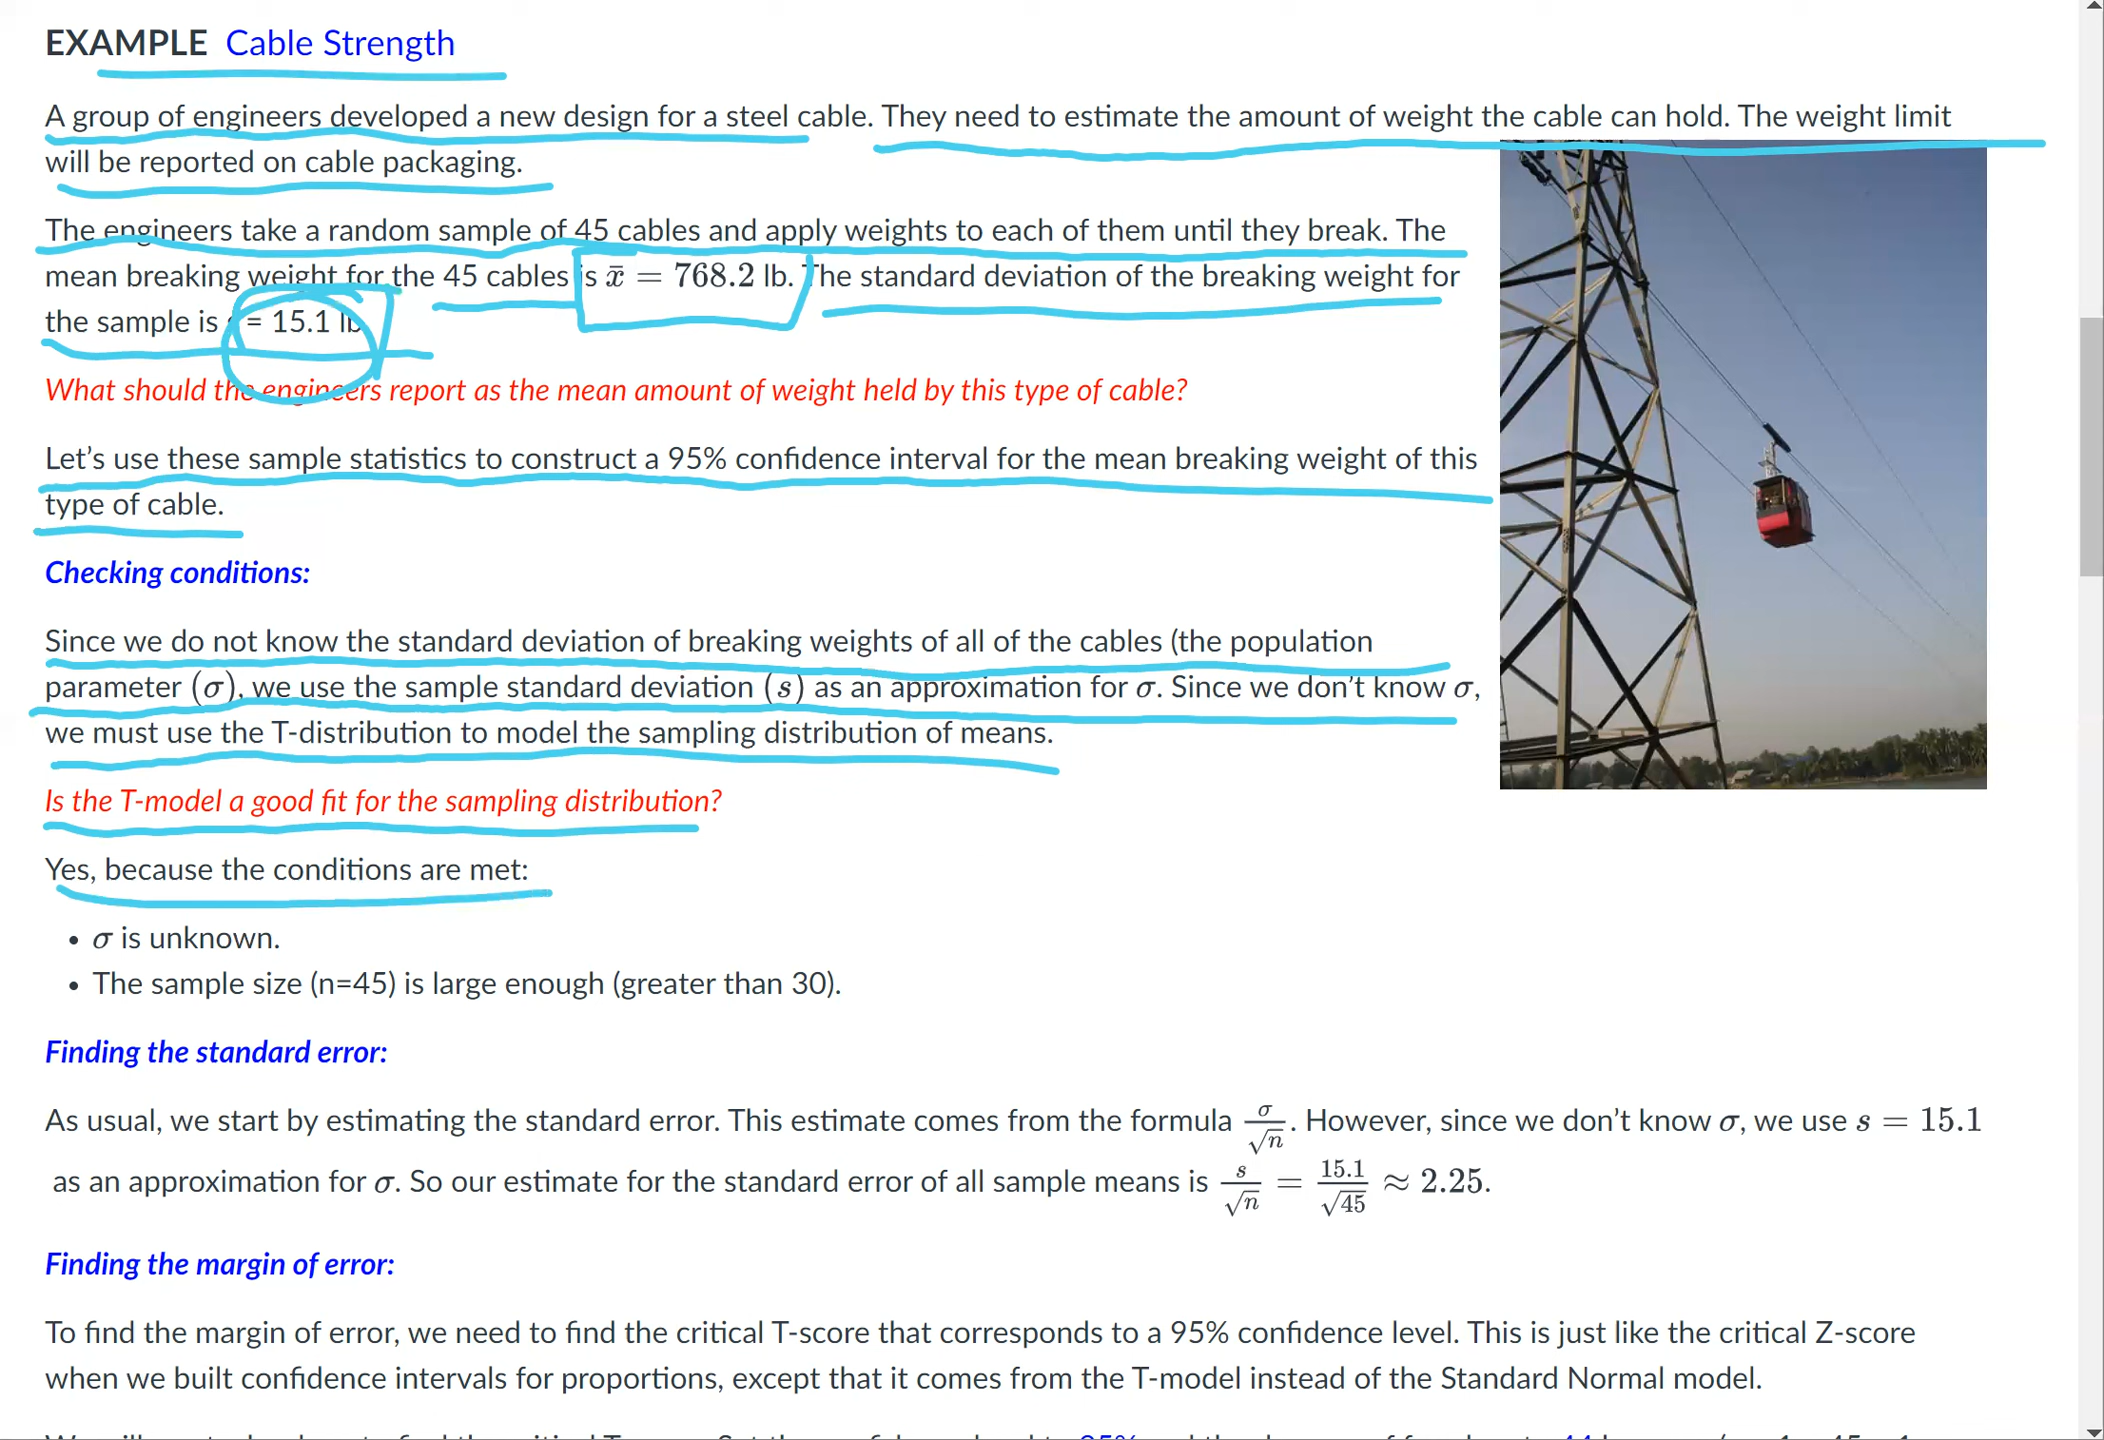 EXAMPLE Cable Strength
A group of engineers developed a new design for a steel cable. They need to estimate the amount of weight the cable can hold. The weight limit
will be reported on cable packaging.
The engineers take a random sample of 45 cables and apply weights to each of them until they break. The
mean breaking weight for the 45 cables is x̄ = 768.2 lb. The standard deviation of the breaking weight for
the sample is = 15.1 lb
What should the engineers report as the mean amount of weight held by this type of cable?
Let's use these sample statistics to construct a 95% confidence interval for the mean breaking weight of this
type of cable.
Checking conditions:
Since we do not know the standard deviation of breaking weights of all of the cables (the population
parameter (σ), we use the sample standard deviation (s) as an approximation for σ. Since we don't know σ,
we must use the T-distribution to model the sampling distribution of means.
Is the T-model a good fit for the sampling distribution?
Yes, because the conditions are met:
• σ is unknown.
• The sample size (n=45) is large enough (greater than 30).
Finding the standard error:
As usual, we start by estimating the standard error. This estimate comes from the formula σ/√n. However, since we don't know σ, we use s = 15.1
as an approximation for σ. So our estimate for the standard error of all sample means is s/√n = 15.1/√45 ≈ 2.25.
Finding the margin of error:
To find the margin of error, we need to find the critical T-score that corresponds to a 95% confidence level. This is just like the critical Z-score
when we built confidence intervals for proportions, except that it comes from the T-model instead of the Standard Normal model.